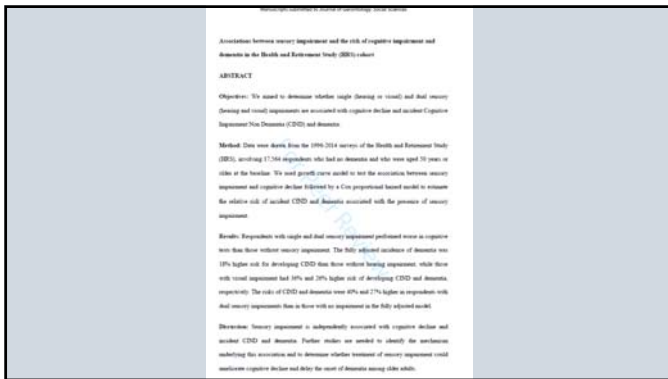 Manuscripts submitted to Journal of Gerontology: Social Sciences
Associations between sensory impairment and the risk of cognitive impairment and
dementia in the Health and Retirement Study (HRS) cohort
ABSTRACT
Objectives: We aimed to determine whether single (hearing or visual) and dual sensory
(hearing and visual) impairments are associated with cognitive decline and incident Cognitive
Impairment Non Dementia (CIND) and dementia.
Method: Data were drawn from the 1996-2014 surveys of the Health and Retirement Study
(HRS), involving 17,564 respondents who had no dementia and who were aged 50 years or
older at the baseline. We used growth curve model to test the association between sensory
impairment and cognitive decline followed by a Cox proportional hazard model to estimate
the relative risk of incident CIND and dementia associated with the presence of sensory
impairment.
Results: Respondents with single and dual sensory impairment performed worse in cognitive
tests than those without sensory impairment. The fully adjusted incidence of dementia was
18% higher risk for developing CIND than those without hearing impairment, while those
with visual impairment had 36% and 26% higher risk of developing CIND and dementia,
respectively. The risks of CIND and dementia were 40% and 27% higher in respondents with
dual sensory impairments than in those with no impairment in the fully adjusted model.
Discussion: Sensory impairment is independently associated with cognitive decline and
incident CIND and dementia. Further studies are needed to identify the mechanism
underlying this association and to determine whether treatment of sensory impairment could
ameliorate cognitive decline and delay the onset of dementia among older adults.
For Peer Review